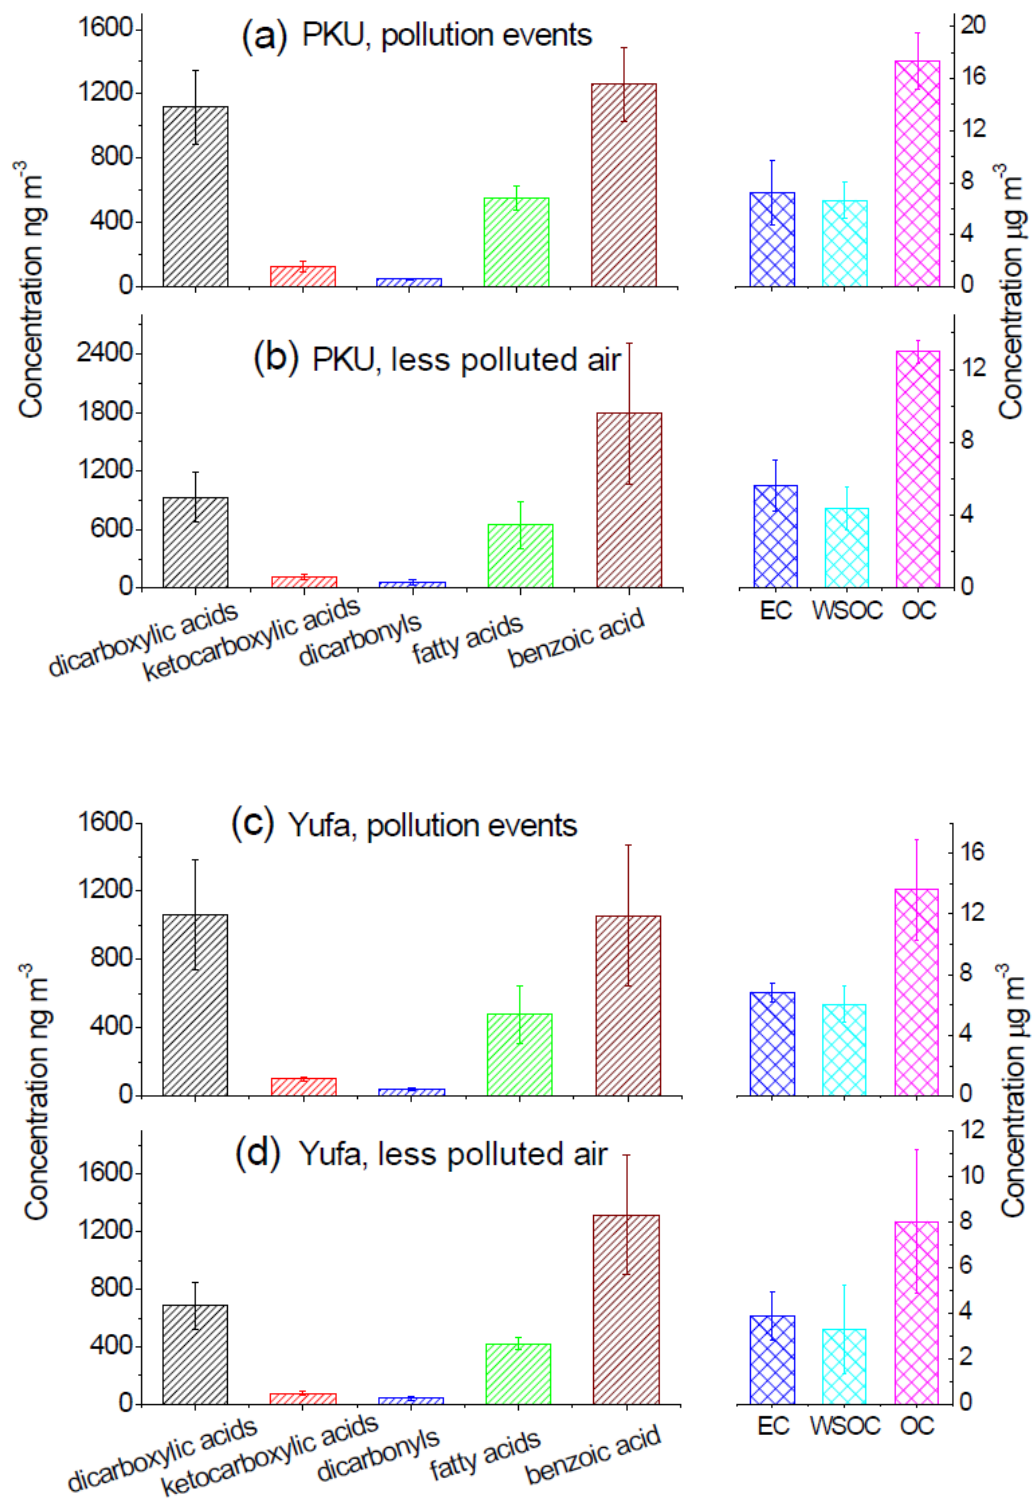 (a) PKU, pollution events
1600
1200
800
400
0
20
16
12
8
4
0
(b) PKU, less polluted air
2400
1800
1200
600
0
12
8
4
0
Concentration ng m-3
Concentration µg m-3
dicarboxylic acids
ketocarboxylic acids
dicarbonyls
fatty acids
benzoic acid
EC WSOC OC
(c) Yufa, pollution events
1600
1200
800
400
0
16
12
8
4
0
(d) Yufa, less polluted air
1600
1200
800
400
0
12
10
8
6
4
2
0
Concentration ng m-3
Concentration µg m-3
dicarboxylic acids
ketocarboxylic acids
dicarbonyls
fatty acids
benzoic acid
EC WSOC OC